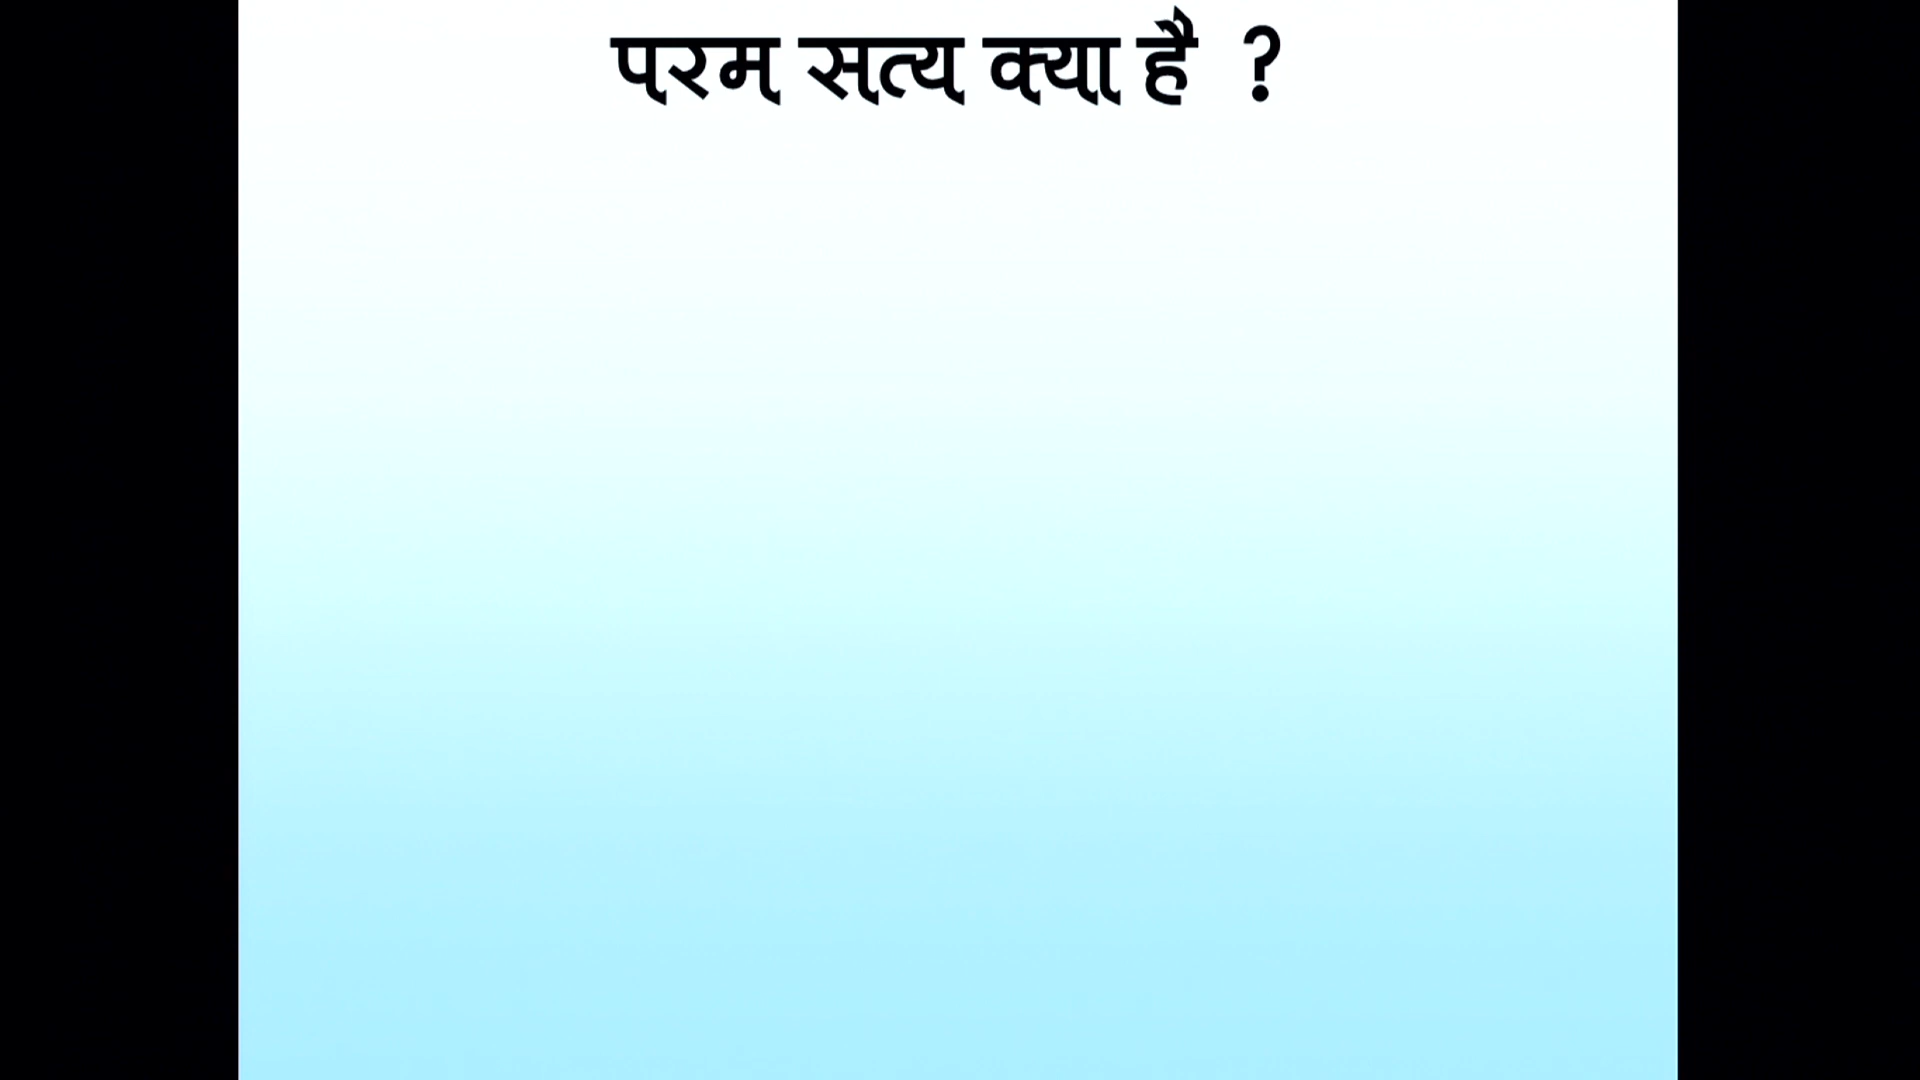 परम सत्य क्या है ?